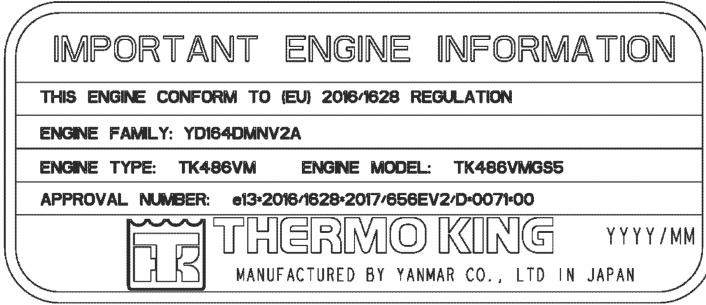 IMPORTANT ENGINE INFORMATION
THIS ENGINE CONFORM TO (EU) 2016/1628 REGULATION
ENGINE FAMILY: YD164DMNV2A
ENGINE TYPE: TK486VM ENGINE MODEL: TK486VMGS5
APPROVAL NUMBER: e13*2016/1628*2017/656EV2/D*0071*00
TK THERMO KING YYYY/MM
MANUFACTURED BY YANMAR CO., LTD IN JAPAN